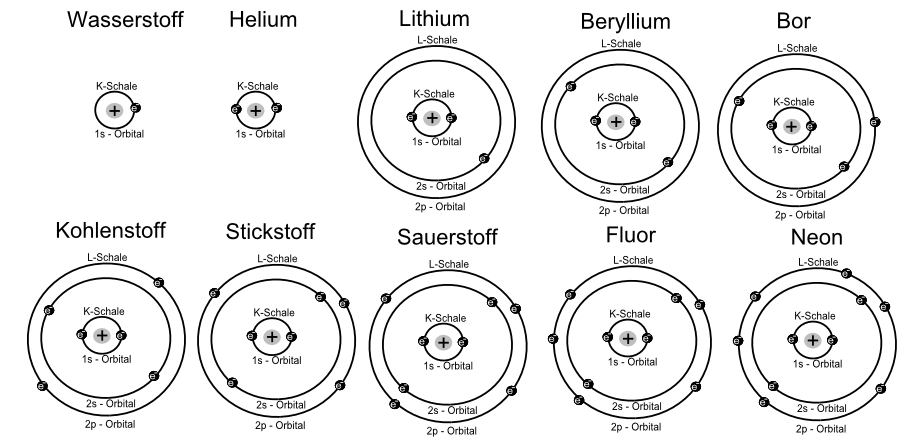 Wasserstoff
K-Schale
e⁻
+
1s - Orbital
Helium
K-Schale
e⁻ + e⁻
1s - Orbital
Lithium
L-Schale
K-Schale
e⁻ + e⁻
1s - Orbital
e⁻
2s - Orbital
2p - Orbital
Beryllium
L-Schale
e⁻
K-Schale
e⁻ + e⁻
1s - Orbital
e⁻
2s - Orbital
2p - Orbital
Bor
L-Schale
e⁻
K-Schale
e⁻ + e⁻ e⁻
1s - Orbital
e⁻
2s - Orbital
2p - Orbital
Kohlenstoff
L-Schale
e⁻
e⁻
K-Schale
e⁻ + e⁻
1s - Orbital
e⁻
e⁻
2s - Orbital
2p - Orbital
Stickstoff
L-Schale
e⁻ e⁻ e⁻
K-Schale
e⁻ + e⁻
1s - Orbital
e⁻ e⁻
2s - Orbital
2p - Orbital
Sauerstoff
L-Schale
e⁻ e⁻ e⁻
K-Schale
e⁻ + e⁻
1s - Orbital
e⁻ e⁻
e⁻
2s - Orbital
2p - Orbital
Fluor
L-Schale
e⁻ e⁻ e⁻
K-Schale
e⁻ e⁻ + e⁻
1s - Orbital
e⁻ e⁻
e⁻
2s - Orbital
2p - Orbital
Neon
L-Schale
e⁻
e⁻ e⁻ e⁻
K-Schale
e⁻ e⁻ + e⁻
1s - Orbital
e⁻ e⁻
e⁻
2s - Orbital
2p - Orbital